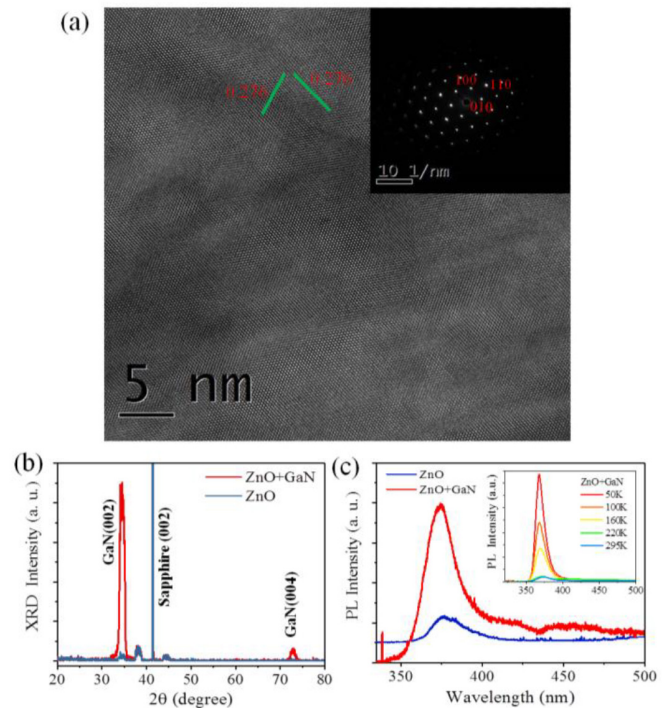 (a)
0.276 0.276
100
110
010
10 1/nm
5 nm
(b)
ZnO+GaN
ZnO
GaN(002)
Sapphire (002)
GaN(004)
XRD Intensity (a. u.)
20 30 40 50 60 70 80
2θ (degree)
(c)
ZnO
ZnO+GaN
PL Intensity (a. u.)
350 400 450 500
Wavelength (nm)
ZnO+GaN
50K
100K
160K
220K
295K
PL Intensity (a. u.)
350 400 450 500